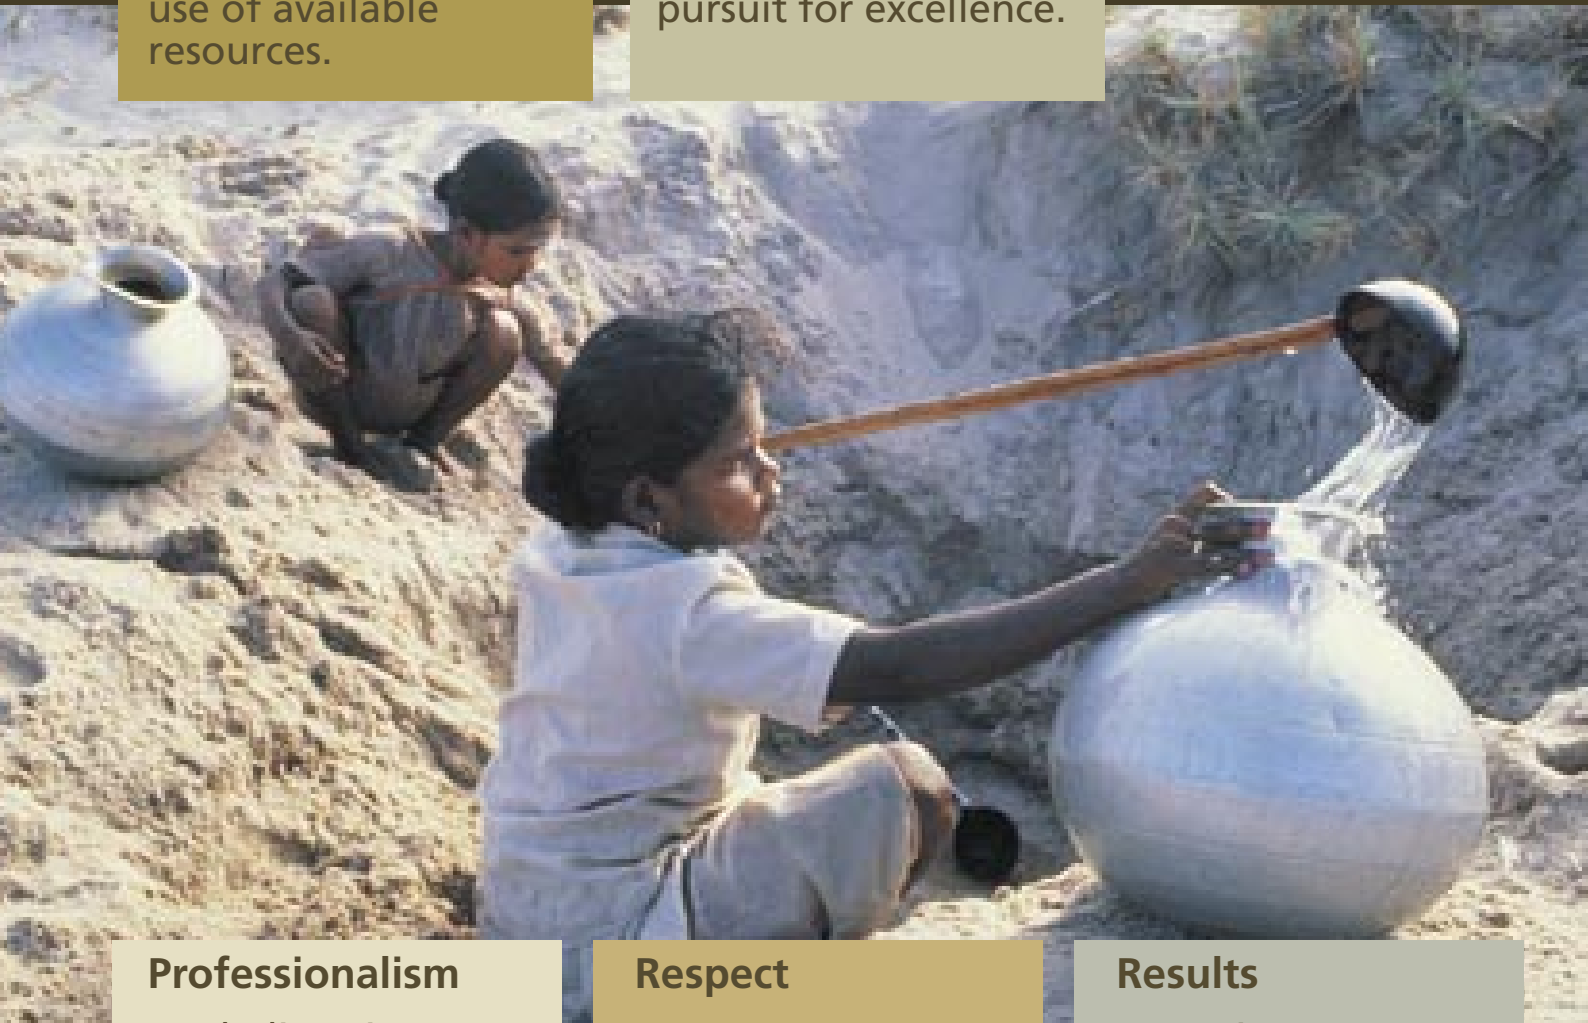 use of available
resources.
pursuit for excellence.
Professionalism
Respect
Results